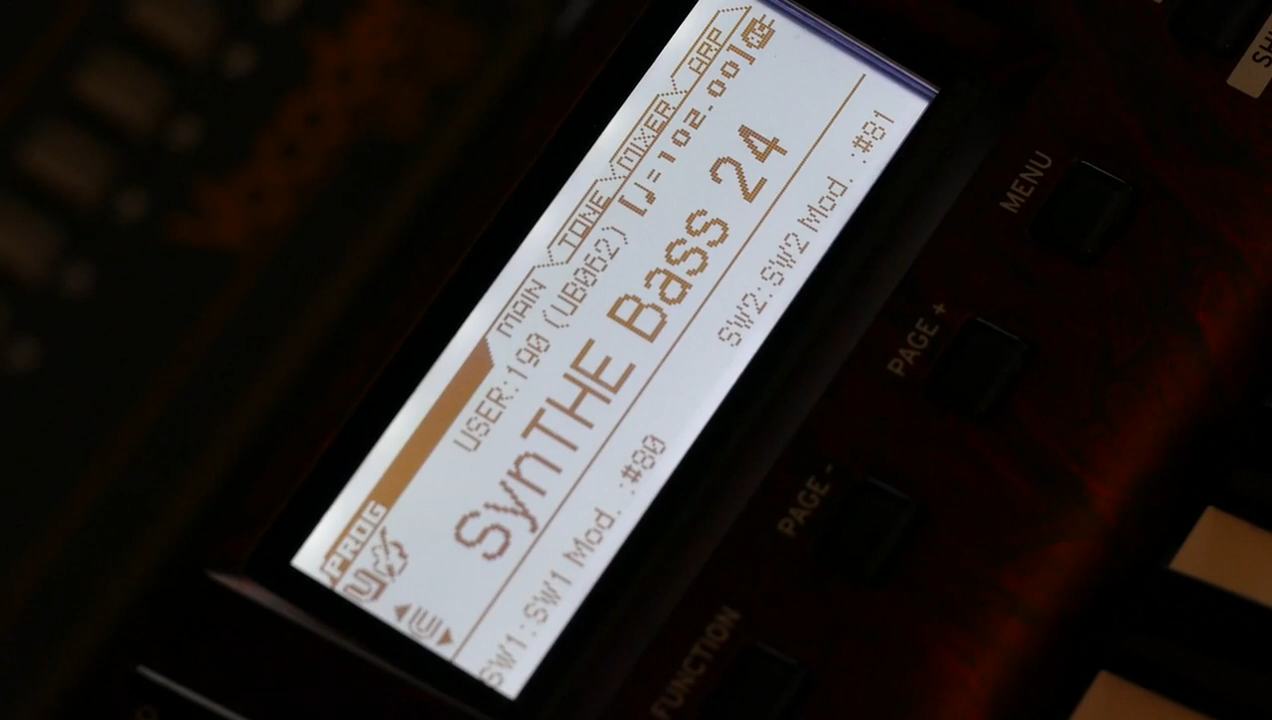 PROG MAIN TONE MIXER ARP
USER:190 (UB062) [♩=102.00]
U
SynTHE Bass 24
SW1:SW1 Mod. :#80 SW2:SW2 Mod. :#81
MENU
PAGE +
PAGE -
FUNCTION